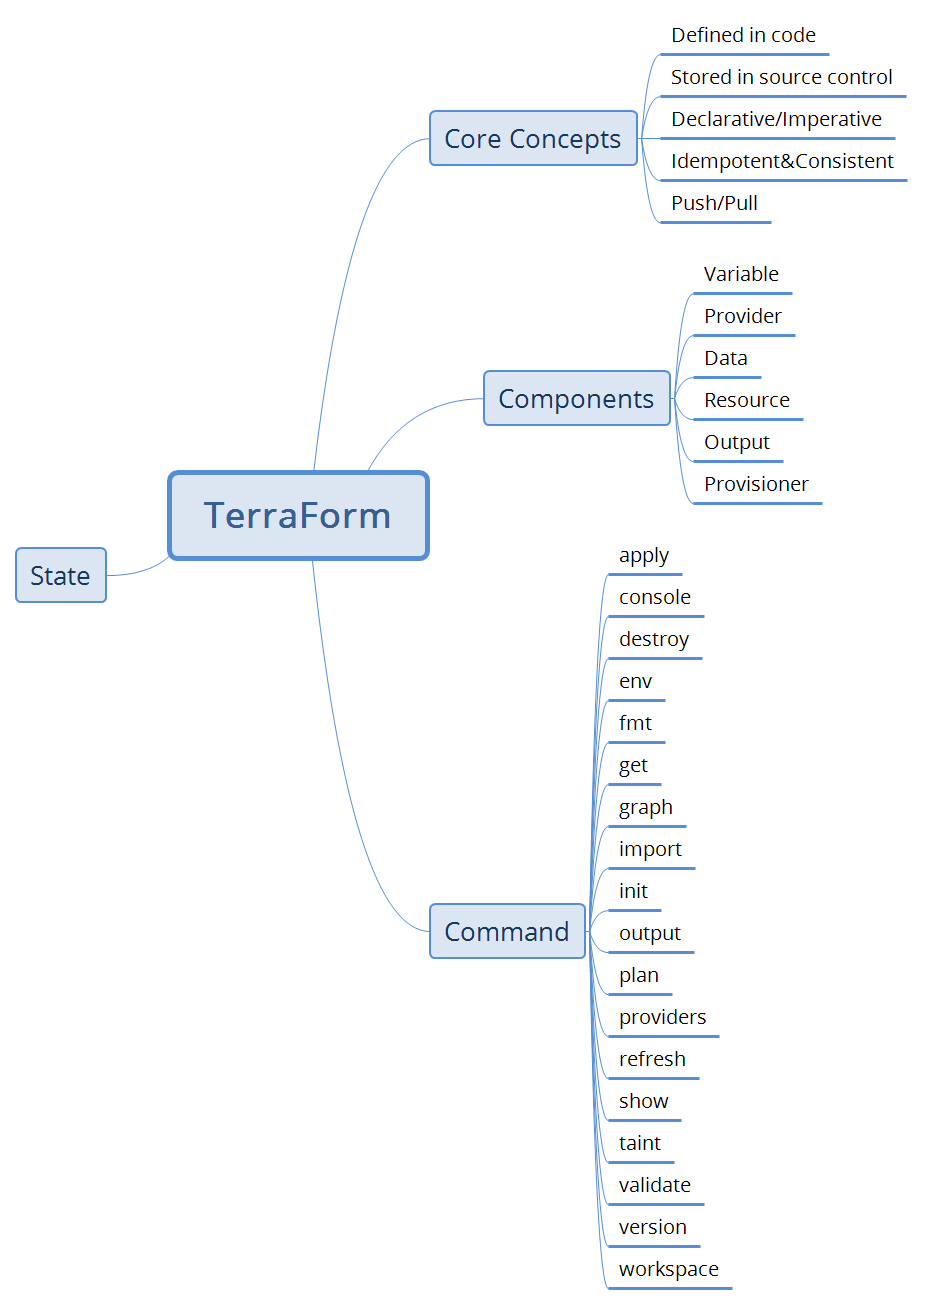 TerraForm
Core Concepts
Defined in code
Stored in source control
Declarative/Imperative
Idempotent&Consistent
Push/Pull
Components
Variable
Provider
Data
Resource
Output
Provisioner
Command
apply
console
destroy
env
fmt
get
graph
import
init
output
plan
providers
refresh
show
taint
validate
version
workspace
State